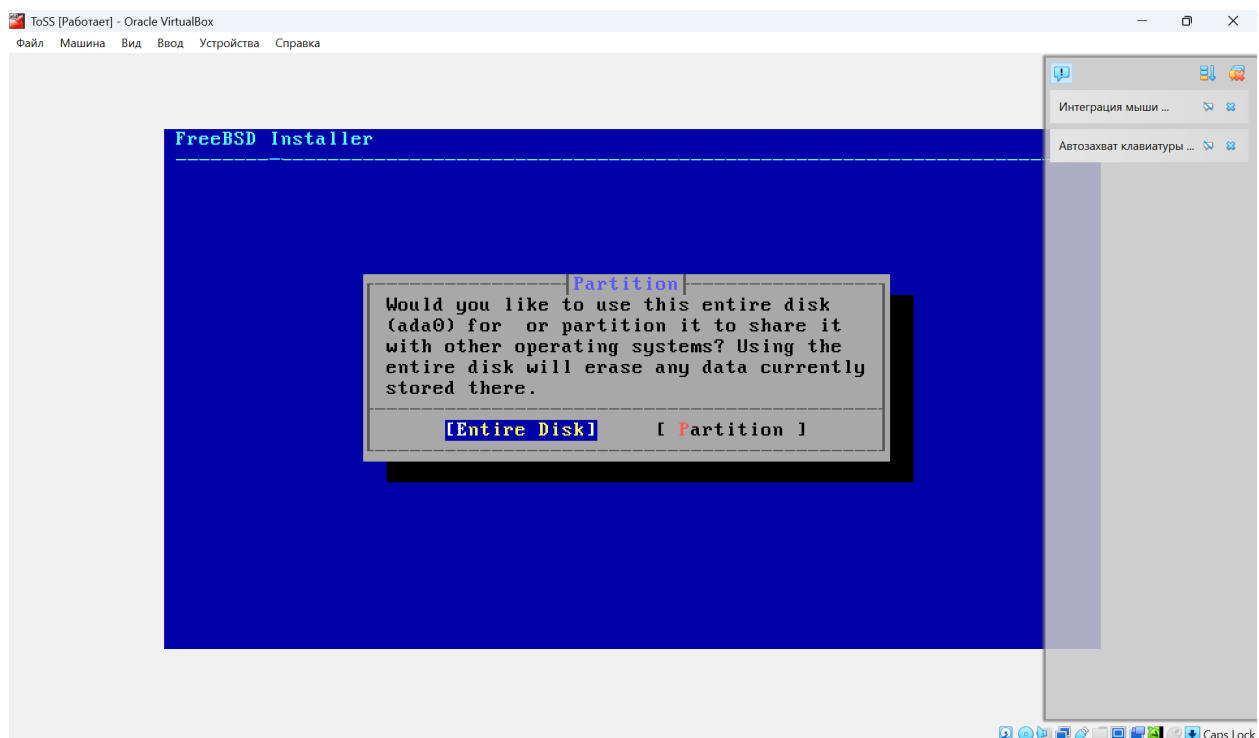 ToSS [Работает] - Oracle VirtualBox
Файл Машина Вид Ввод Устройства Справка
Интеграция мыши ...
Автозахват клавиатуры ...
FreeBSD Installer
Partition
Would you like to use this entire disk
(ada0) for  or partition it to share it
with other operating systems? Using the
entire disk will erase any data currently
stored there.
[Entire Disk] [ Partition ]
Caps Lock